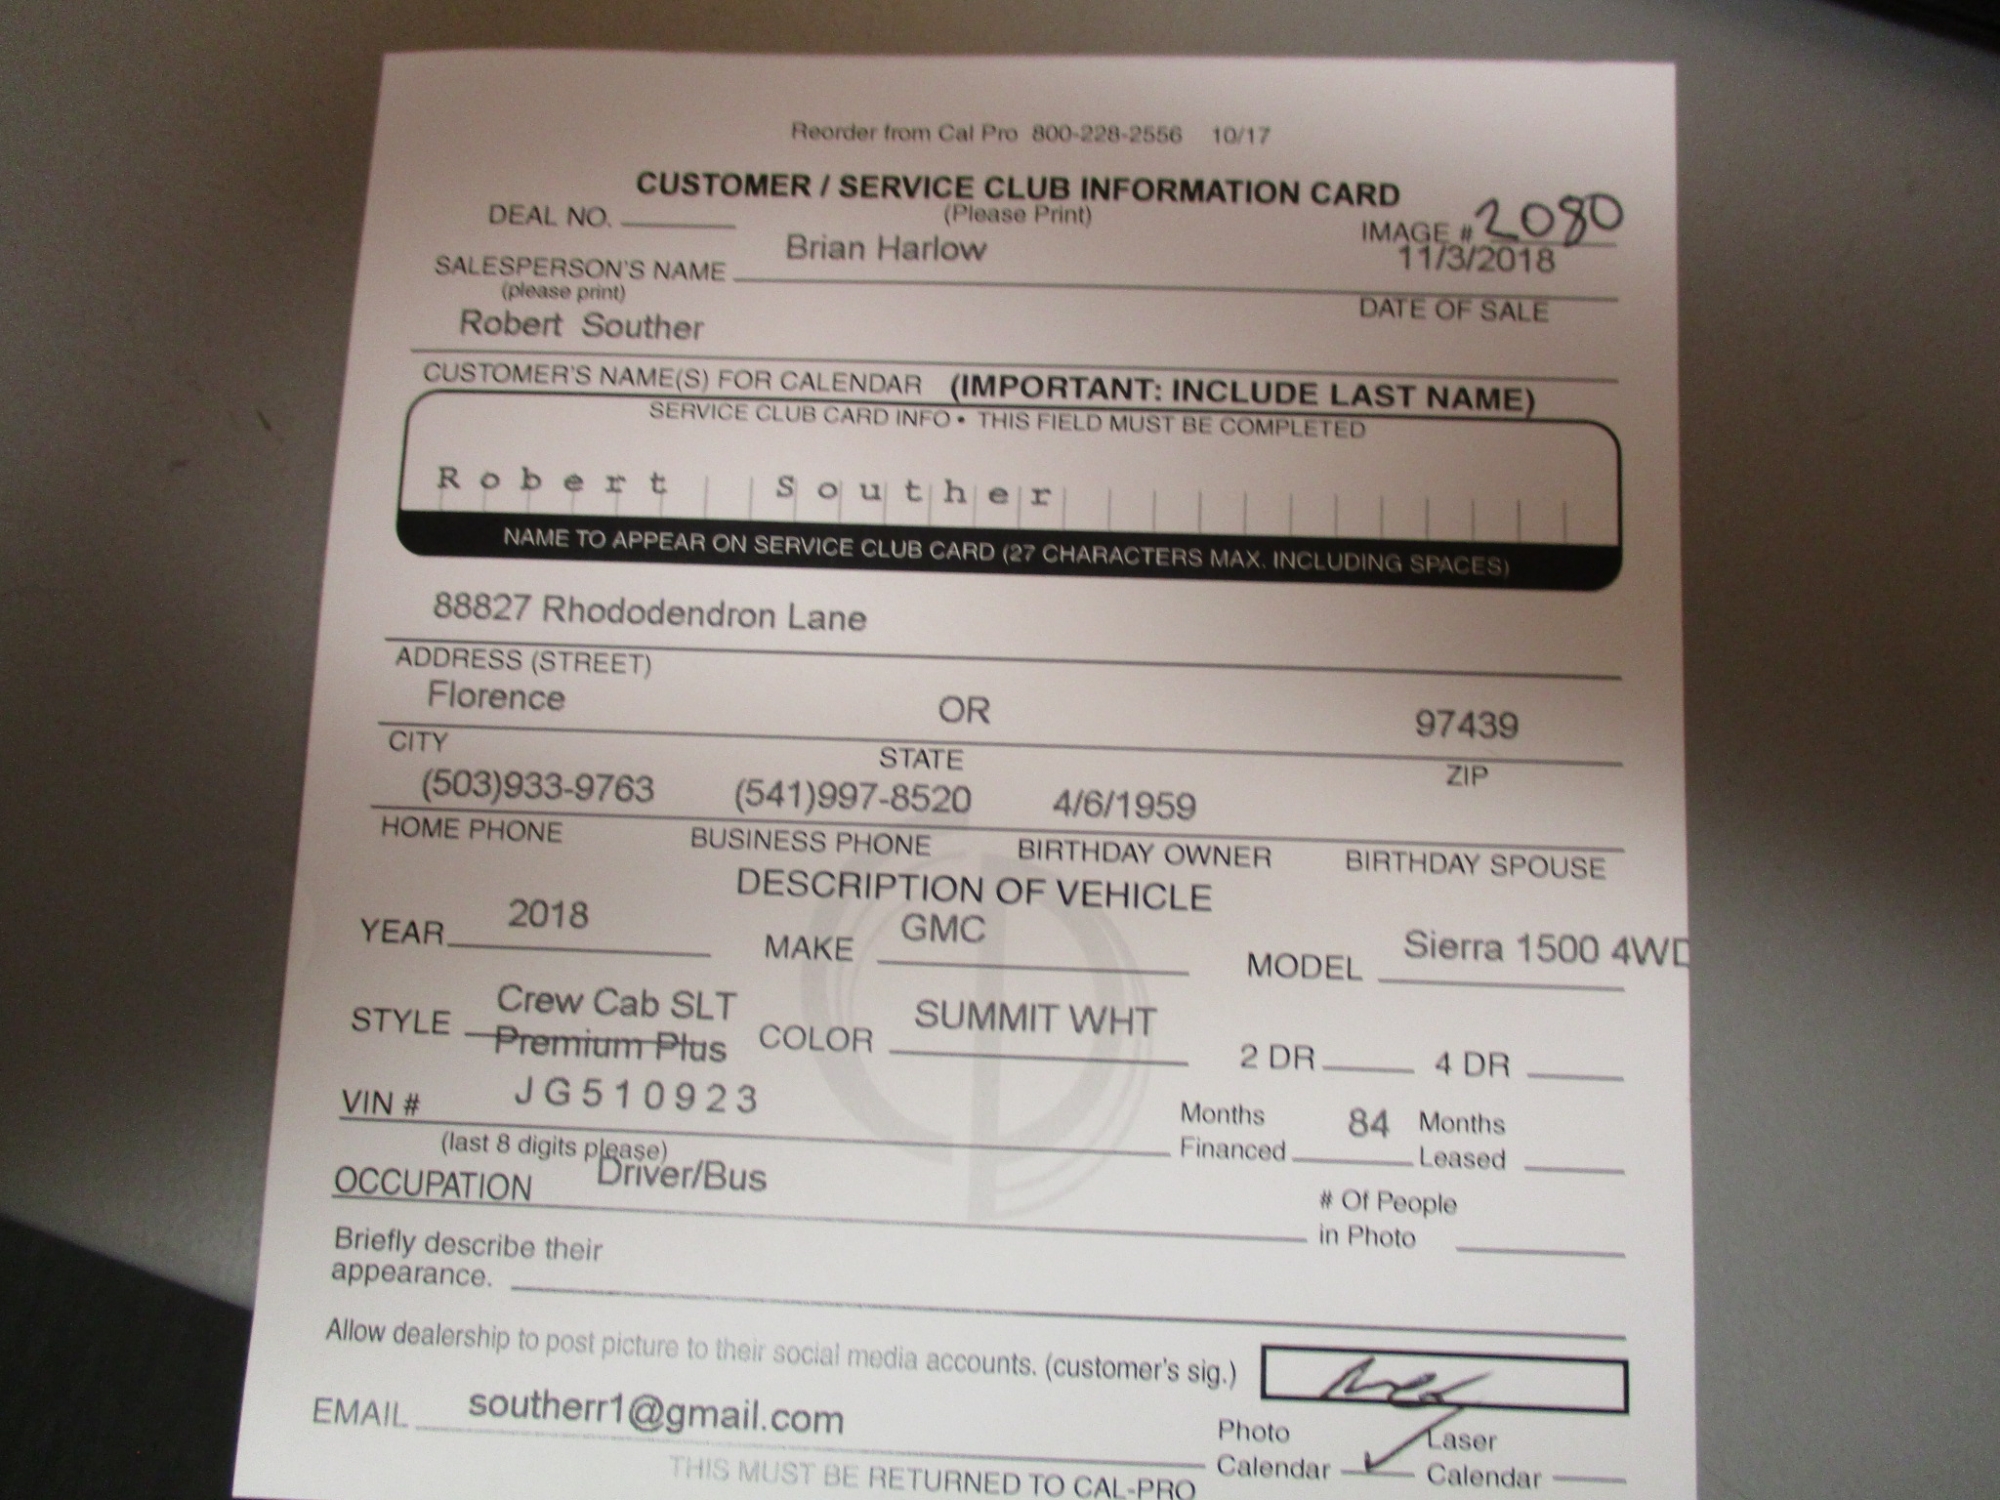 Reorder from Cal Pro 800-228-2556 10/17
CUSTOMER / SERVICE CLUB INFORMATION CARD
DEAL NO. (Please Print) IMAGE # 2080
SALESPERSON'S NAME Brian Harlow 11/3/2018
(please print) DATE OF SALE
Robert Souther
CUSTOMER'S NAME(S) FOR CALENDAR (IMPORTANT: INCLUDE LAST NAME)
SERVICE CLUB CARD INFO • THIS FIELD MUST BE COMPLETED
Robert Souther
NAME TO APPEAR ON SERVICE CLUB CARD (27 CHARACTERS MAX. INCLUDING SPACES)
88827 Rhododendron Lane
ADDRESS (STREET)
Florence OR 97439
CITY STATE ZIP
(503)933-9763 (541)997-8520 4/6/1959
HOME PHONE BUSINESS PHONE BIRTHDAY OWNER BIRTHDAY SPOUSE
DESCRIPTION OF VEHICLE
YEAR 2018 MAKE GMC MODEL Sierra 1500 4WD
STYLE Crew Cab SLT Premium Plus COLOR SUMMIT WHT 2 DR 4 DR
VIN # JG510923 Months Financed 84 Months Leased
(last 8 digits please)
OCCUPATION Driver/Bus # Of People in Photo
Briefly describe their
appearance.
Allow dealership to post picture to their social media accounts. (customer's sig.)
EMAIL southerr1@gmail.com Photo Calendar Laser Calendar
THIS MUST BE RETURNED TO CAL-PRO